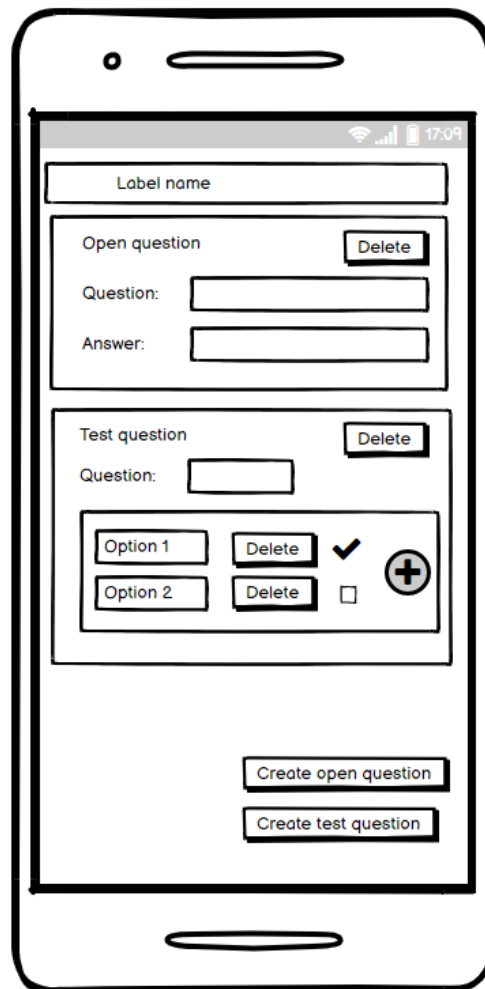 17:09
Label name
Open question Delete
Question:
Answer:
Test question Delete
Question:
Option 1 Delete
Option 2 Delete
Create open question
Create test question